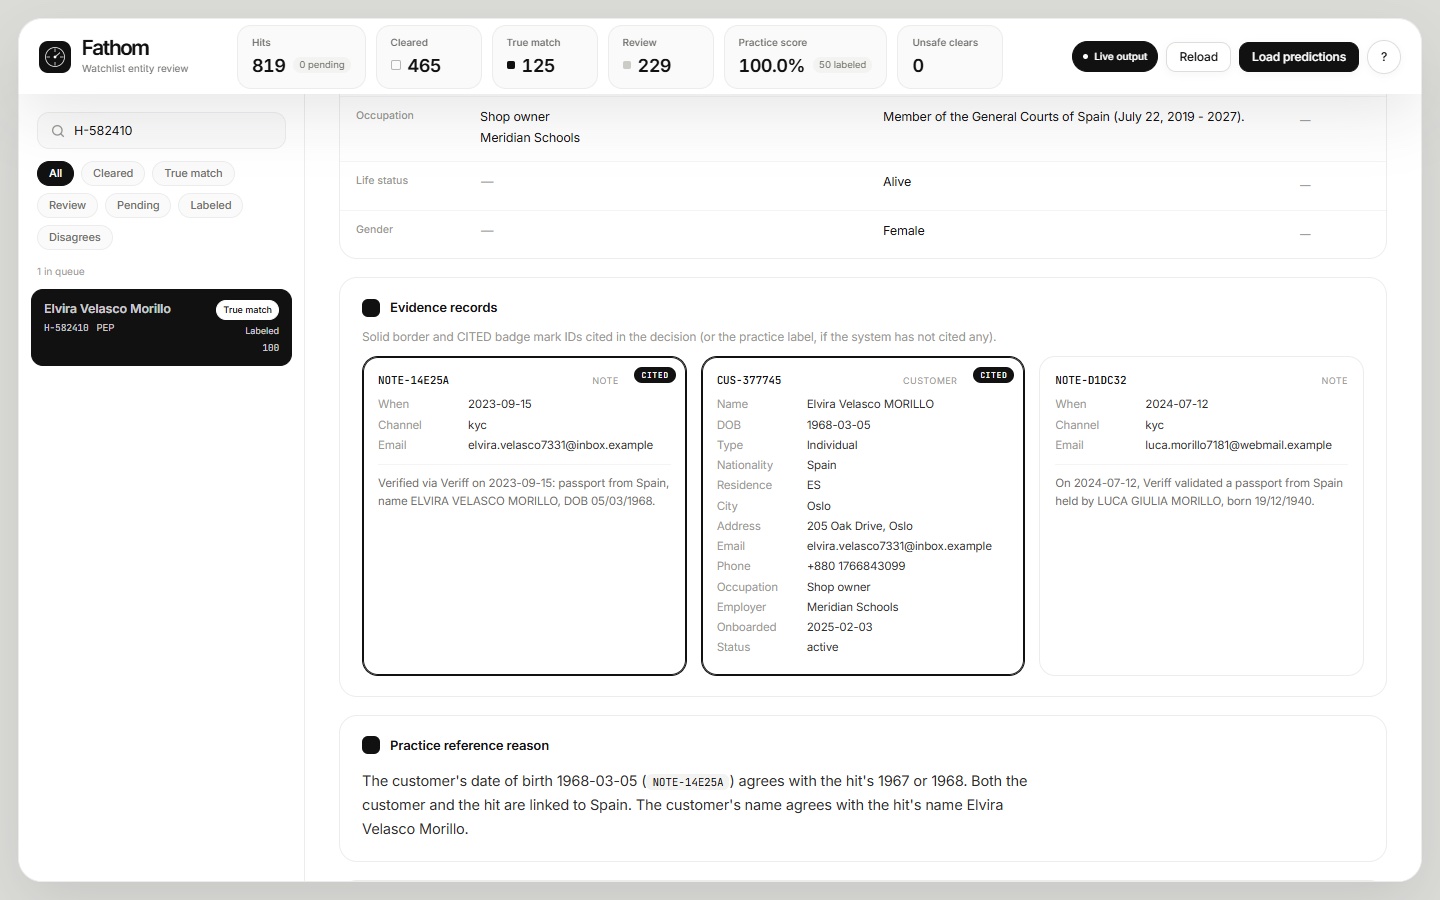 Fathom
Watchlist entity review
Hits
819 0 pending
Cleared
465
True match
125
Review
229
Practice score
100.0% 50 labeled
Unsafe clears
0
Live output
Reload
Load predictions
?
H-582410
All Cleared True match
Review Pending Labeled
Disagrees
1 in queue
Elvira Velasco Morillo True match
H-582410 PEP Labeled
100
Occupation Shop owner Member of the General Courts of Spain (July 22, 2019 - 2027). —
Meridian Schools
Life status — Alive —
Gender — Female —
Evidence records
Solid border and CITED badge mark IDs cited in the decision (or the practice label, if the system has not cited any).
NOTE-14E25A NOTE CITED
When 2023-09-15
Channel kyc
Email elvira.velasco7331@inbox.example
Verified via Veriff on 2023-09-15: passport from Spain,
name ELVIRA VELASCO MORILLO, DOB 05/03/1968.
CUS-377745 CUSTOMER CITED
Name Elvira Velasco MORILLO
DOB 1968-03-05
Type Individual
Nationality Spain
Residence ES
City Oslo
Address 205 Oak Drive, Oslo
Email elvira.velasco7331@inbox.example
Phone +880 1766843099
Occupation Shop owner
Employer Meridian Schools
Onboarded 2025-02-03
Status active
NOTE-D1DC32 NOTE
When 2024-07-12
Channel kyc
Email luca.morillo7181@webmail.example
On 2024-07-12, Veriff validated a passport from Spain
held by LUCA GIULIA MORILLO, born 19/12/1940.
Practice reference reason
The customer's date of birth 1968-03-05 ( NOTE-14E25A ) agrees with the hit's 1967 or 1968. Both the
customer and the hit are linked to Spain. The customer's name agrees with the hit's name Elvira
Velasco Morillo.